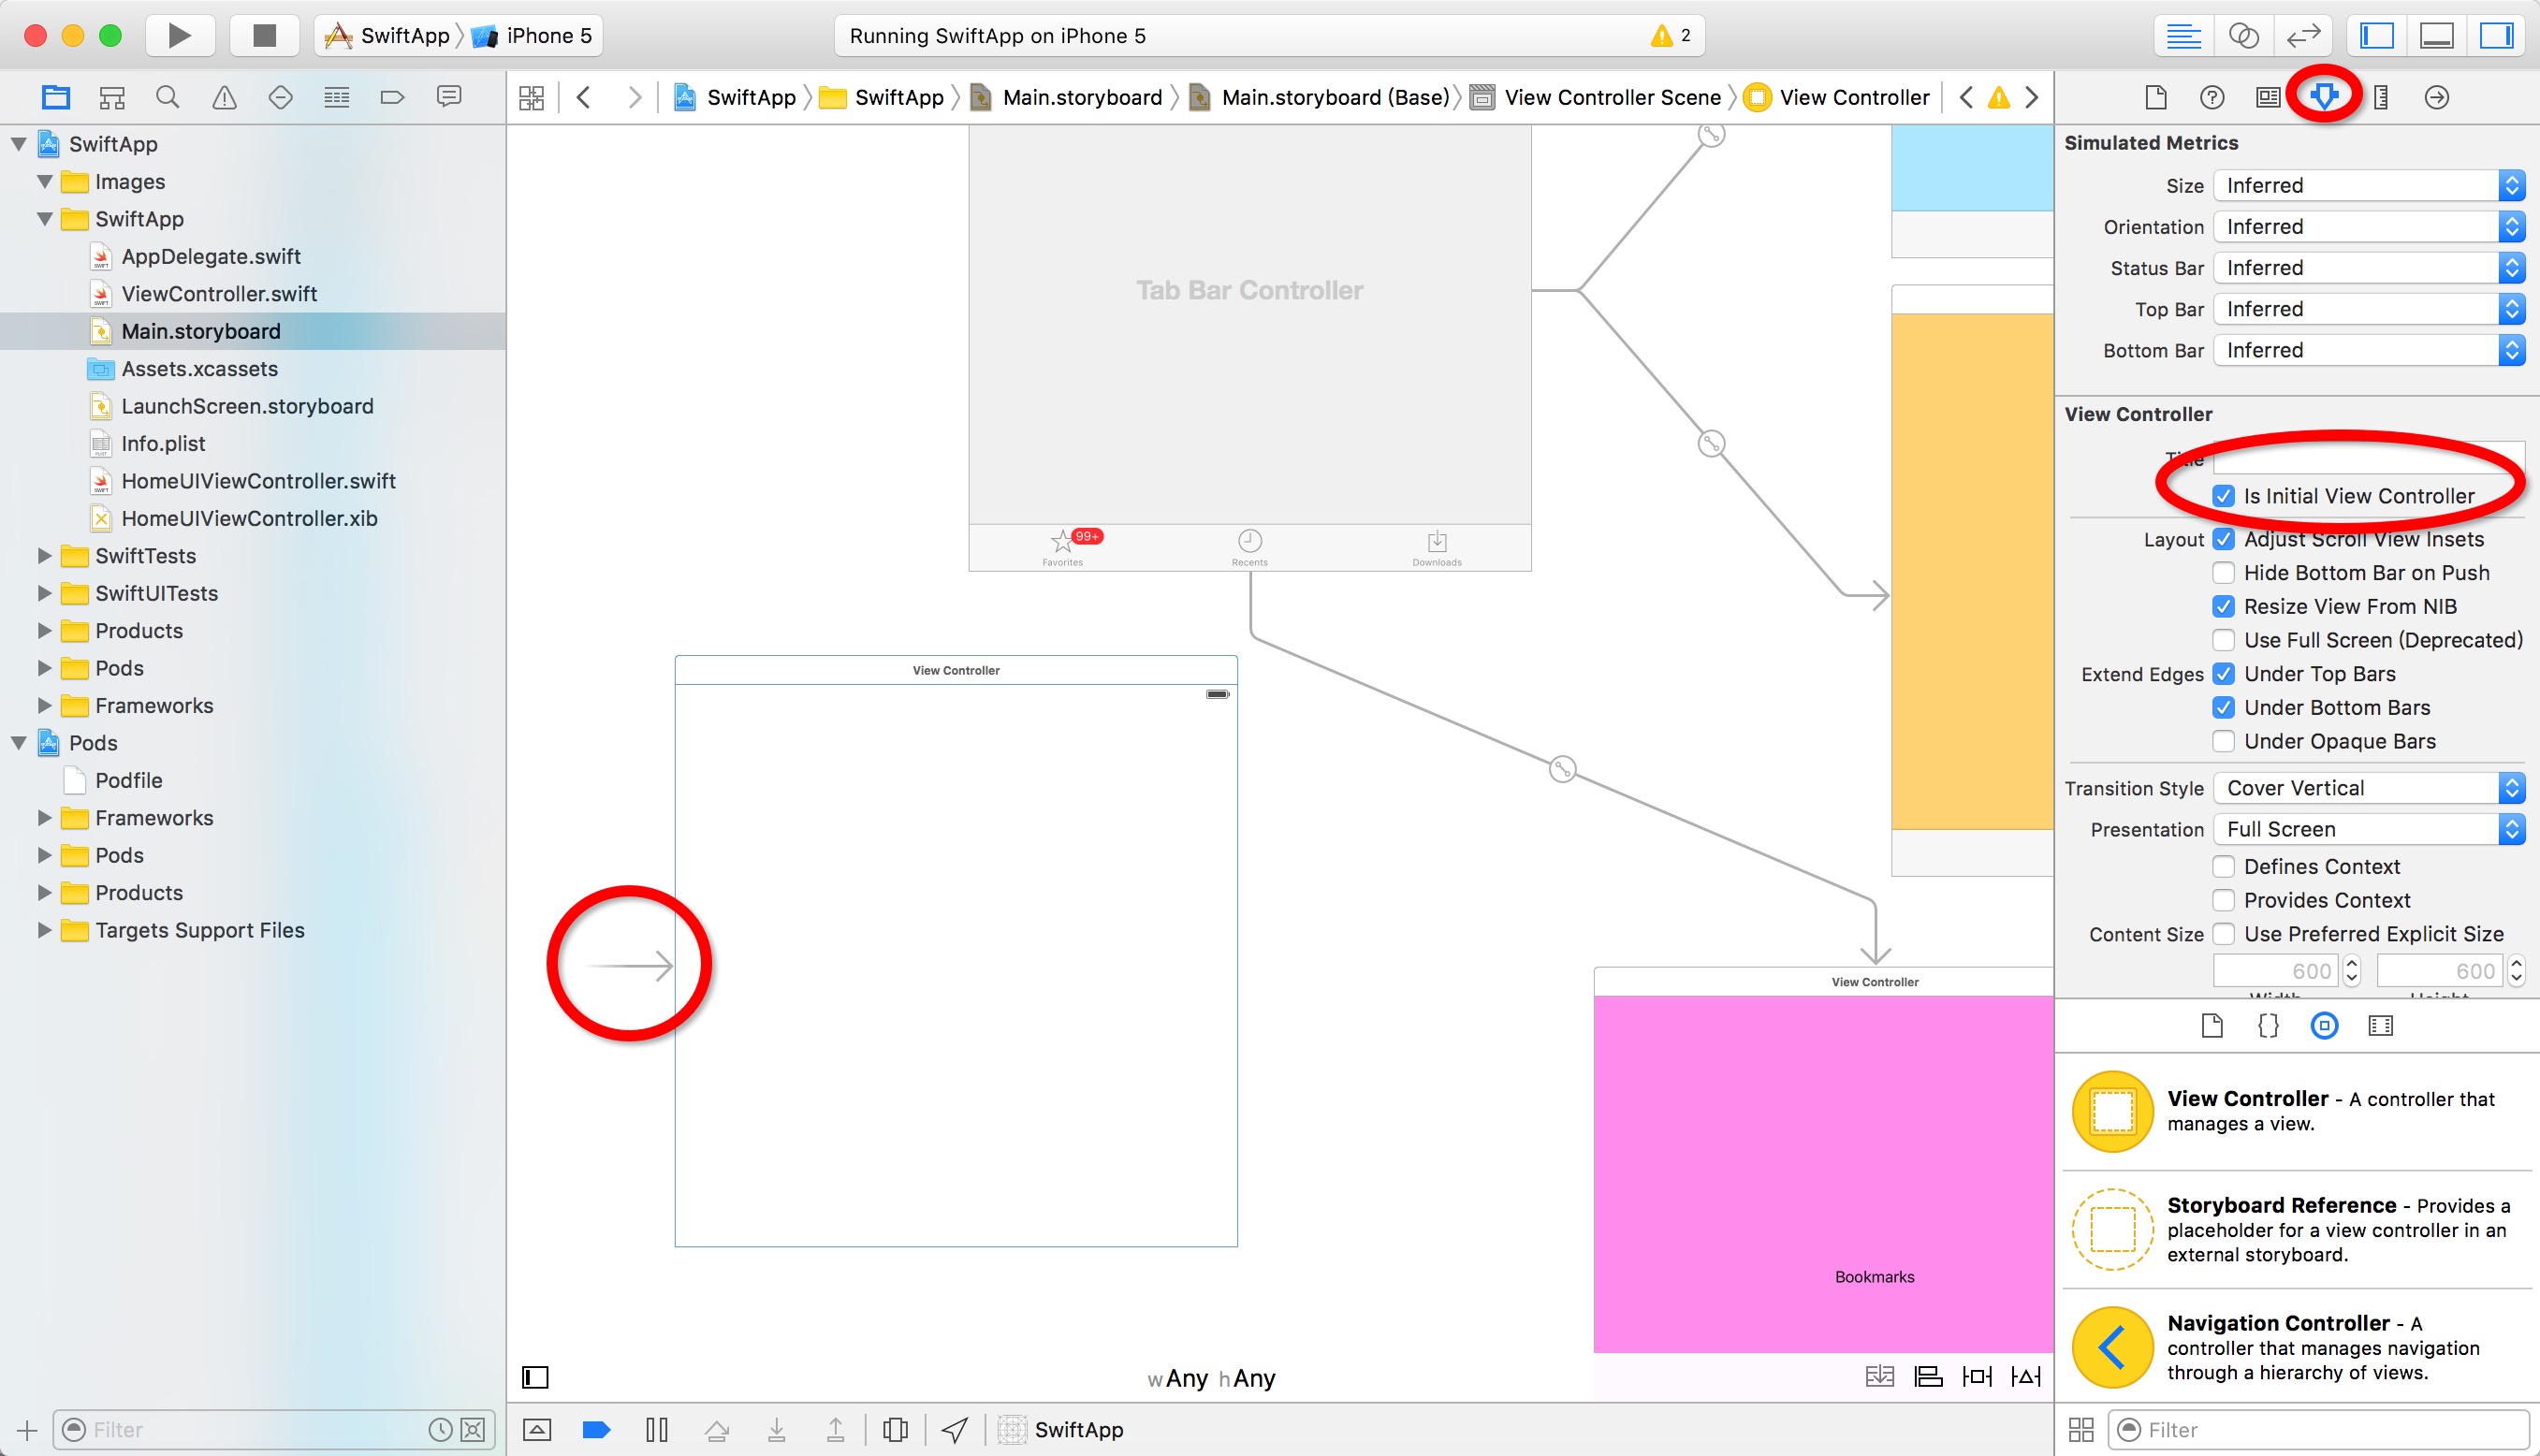 SwiftApp iPhone 5
Running SwiftApp on iPhone 5
2
SwiftApp
Images
SwiftApp
AppDelegate.swift
ViewController.swift
Main.storyboard
Assets.xcassets
LaunchScreen.storyboard
Info.plist
HomeUIViewController.swift
HomeUIViewController.xib
SwiftTests
SwiftUITests
Products
Pods
Frameworks
Pods
Podfile
Frameworks
Pods
Products
Targets Support Files
Filter
SwiftApp SwiftApp Main.storyboard Main.storyboard (Base) View Controller Scene View Controller
Tab Bar Controller
99+
Favorites Recents Downloads
View Controller
View Controller
Bookmarks
wAny hAny
SwiftApp
Simulated Metrics
Size Inferred
Orientation Inferred
Status Bar Inferred
Top Bar Inferred
Bottom Bar Inferred
View Controller
Title
Is Initial View Controller
Layout Adjust Scroll View Insets
Hide Bottom Bar on Push
Resize View From NIB
Use Full Screen (Deprecated)
Extend Edges Under Top Bars
Under Bottom Bars
Under Opaque Bars
Transition Style Cover Vertical
Presentation Full Screen
Defines Context
Provides Context
Content Size Use Preferred Explicit Size
600 600
Width Height
View Controller - A controller that
manages a view.
Storyboard Reference - Provides a
placeholder for a view controller in an
external storyboard.
Navigation Controller - A
controller that manages navigation
through a hierarchy of views.
Filter